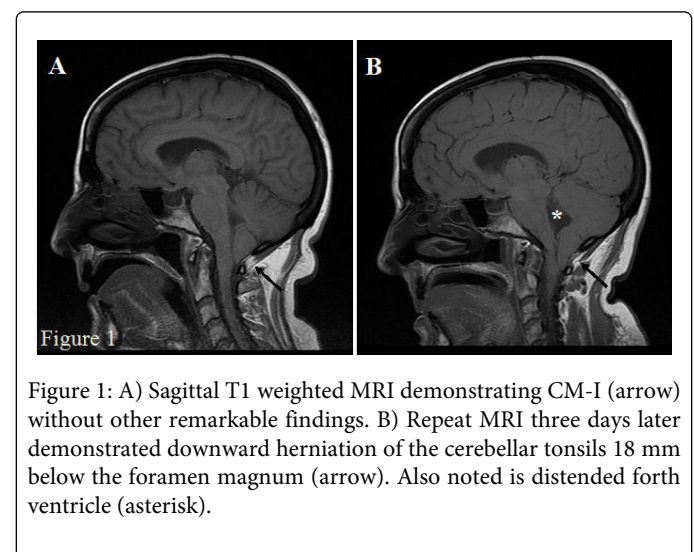 A
B
*
Figure 1
Figure 1: A) Sagittal T1 weighted MRI demonstrating CM-I (arrow)
without other remarkable findings. B) Repeat MRI three days later
demonstrated downward herniation of the cerebellar tonsils 18 mm
below the foramen magnum (arrow). Also noted is distended forth
ventricle (asterisk).